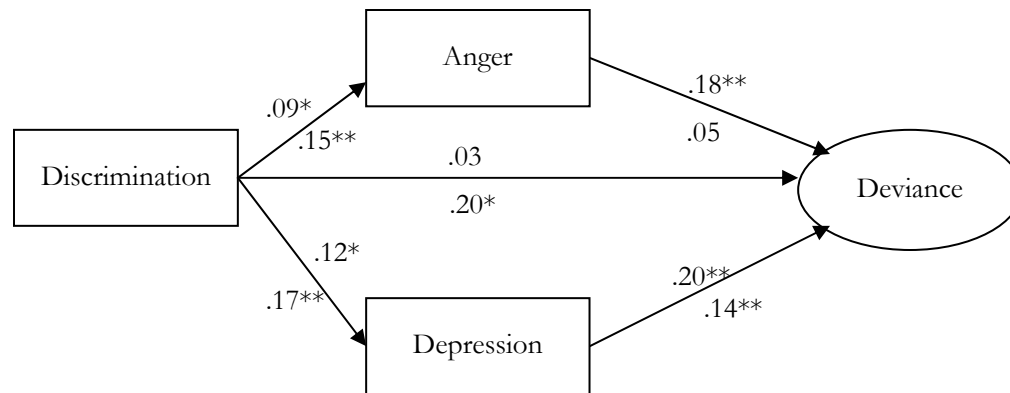 Anger
.18**
.09*
.15**
.05
.03
Discrimination
Deviance
.20*
.12*
.20**
.17**
.14**
Depression